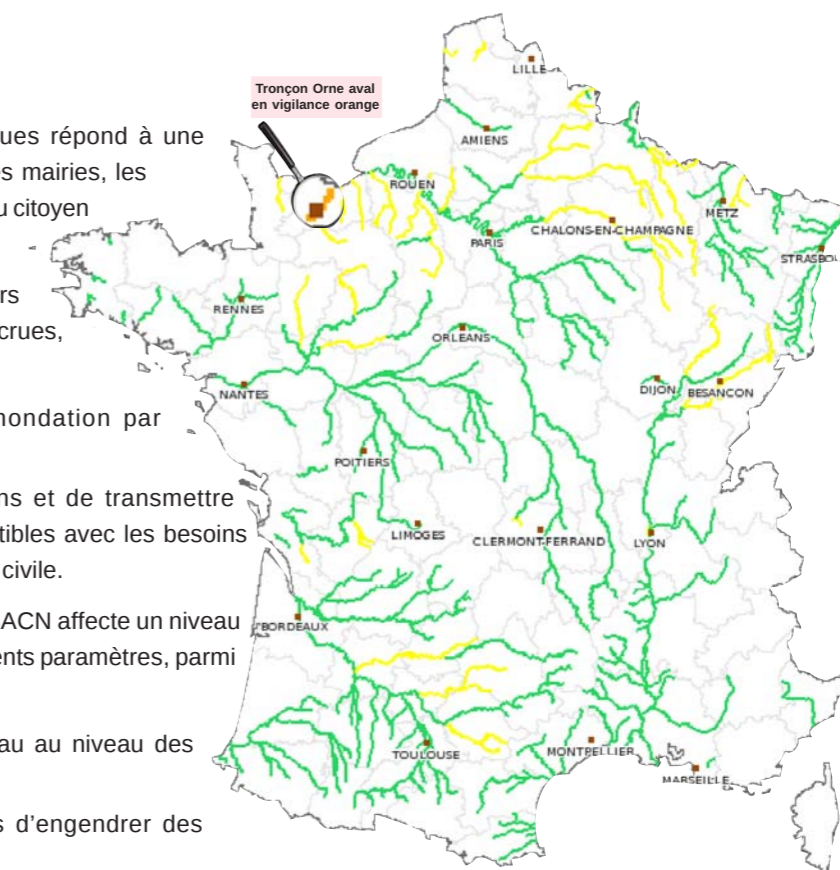 Tronçon Orne aval
en vigilance orange
ues répond à une
s mairies, les
u citoyen
rs
crues,
nondation par
ns et de transmettre
tibles avec les besoins
civile.
ACN affecte un niveau
ents paramètres, parmi
au au niveau des
s d'engendrer des
LILLE
AMIENS
ROUEN
METZ
PARIS
CHALONS-EN-CHAMPAGNE
STRASBOU
RENNES
ORLEANS
NANTES
DIJON
BESANCON
POITIERS
LIMOGES
CLERMONT-FERRAND
LYON
BORDEAUX
TOULOUSE
MONTPELLIER
MARSEILLE